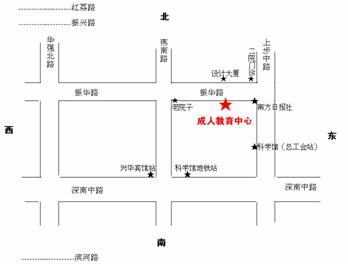 红荔路
北
振兴路
华强北路
燕南路
上步中路
二院门诊
设计大厦
振华路
振华路
老院子
南方日报社
成人教育中心
西
东
科学馆（总工会站）
兴华宾馆站
科学馆地铁站
深南中路
深南中路
南
滨河路